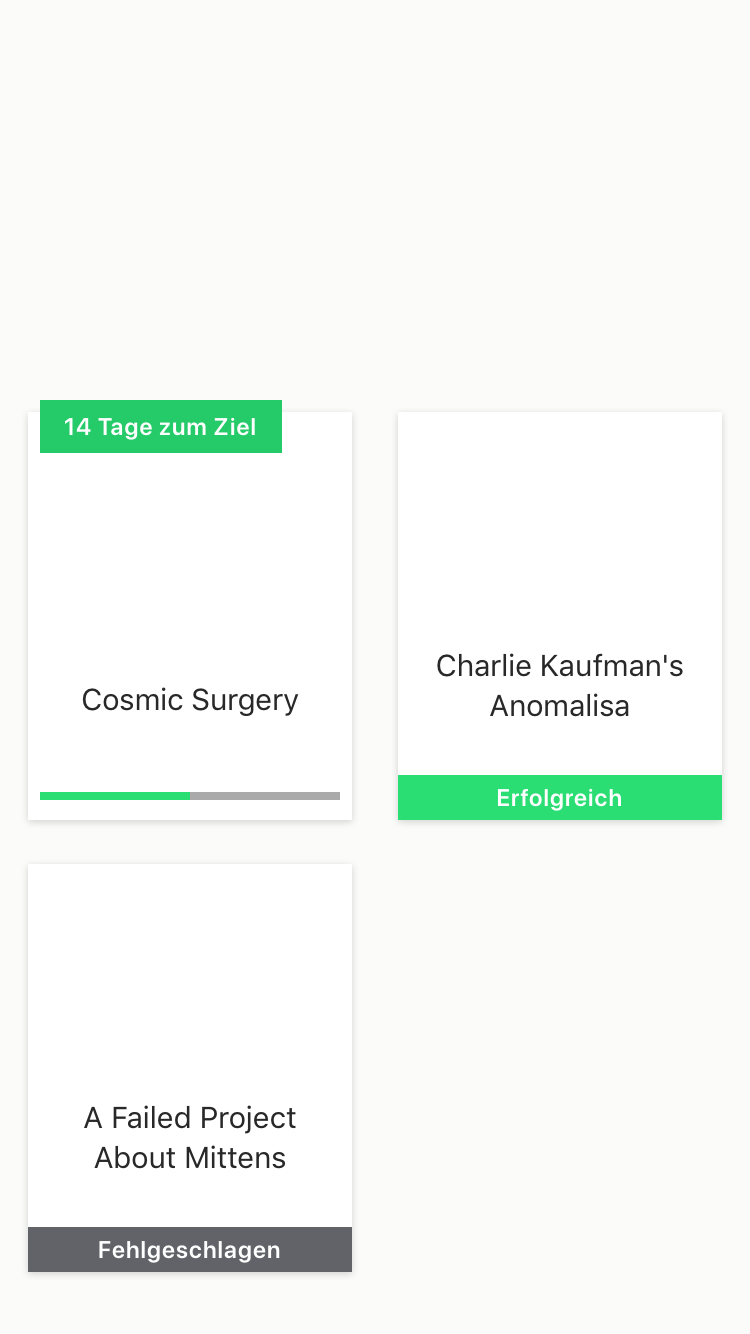 14 Tage zum Ziel
Cosmic Surgery
Charlie Kaufman's
Anomalisa
Erfolgreich
A Failed Project
About Mittens
Fehlgeschlagen